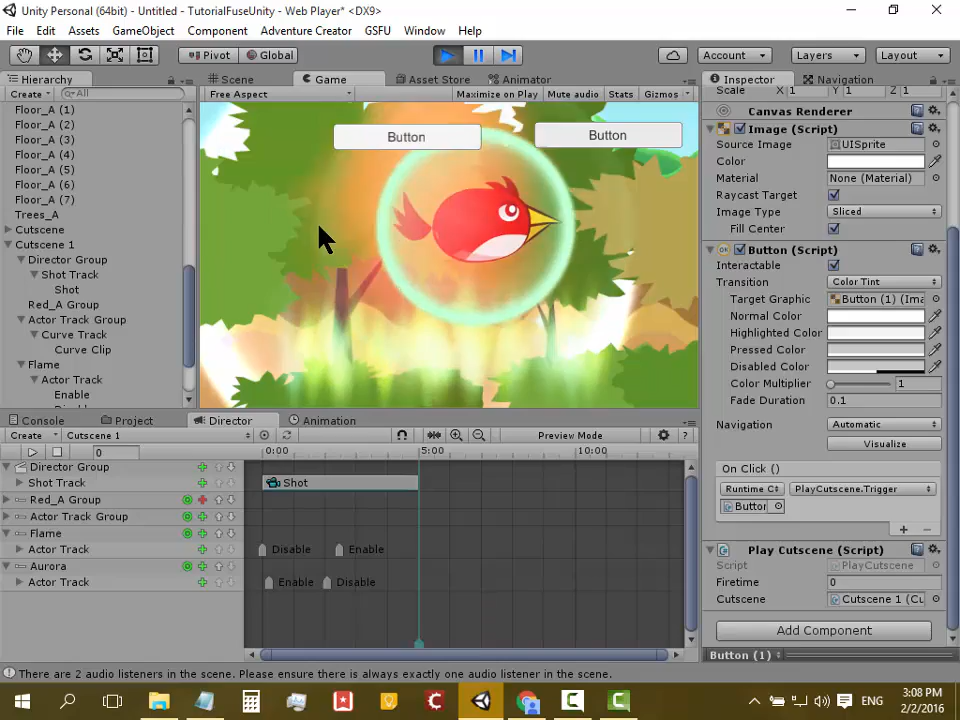 Unity Personal (64bit) - Untitled - TutorialFuseUnity - Web Player* <DX9>
File Edit Assets GameObject Component Adventure Creator GSFU Window Help
Pivot Global Account Layers Layout
Hierarchy Scene Game Asset Store Animator Inspector Navigation
Create All Free Aspect Maximize on Play Mute audio Stats Gizmos Scale X 1 Y 1 Z 1
Floor_A (1)
Floor_A (2)
Floor_A (3)
Floor_A (4)
Floor_A (5)
Floor_A (6)
Floor_A (7)
Trees_A
Cutscene
Cutscene 1
Director Group
Shot Track
Shot
Red_A Group
Actor Track Group
Curve Track
Curve Clip
Flame
Actor Track
Enable
Button Button
Canvas Renderer
Image (Script)
Source Image UISprite
Color
Material None (Material)
Raycast Target
Image Type Sliced
Fill Center
Button (Script)
Interactable
Transition Color Tint
Target Graphic Button (1) (Ima
Normal Color
Highlighted Color
Pressed Color
Disabled Color
Color Multiplier 1
Fade Duration 0.1
Navigation Automatic
Visualize
On Click ()
Runtime C PlayCutscene.Trigger
Buttor
Play Cutscene (Script)
Script PlayCutscene
Firetime 0
Cutscene Cutscene 1 (Cu
Add Component
Button (1)
Console Project Director Animation
Create Cutscene 1 Preview Mode ?
0 0:00 5:00 10:00
Director Group
Shot Track Shot
Red_A Group
Actor Track Group
Flame
Actor Track Disable Enable
Aurora
Actor Track Enable Disable
There are 2 audio listeners in the scene. Please ensure there is always exactly one audio listener in the scene.
ENG 3:08 PM
2/2/2016